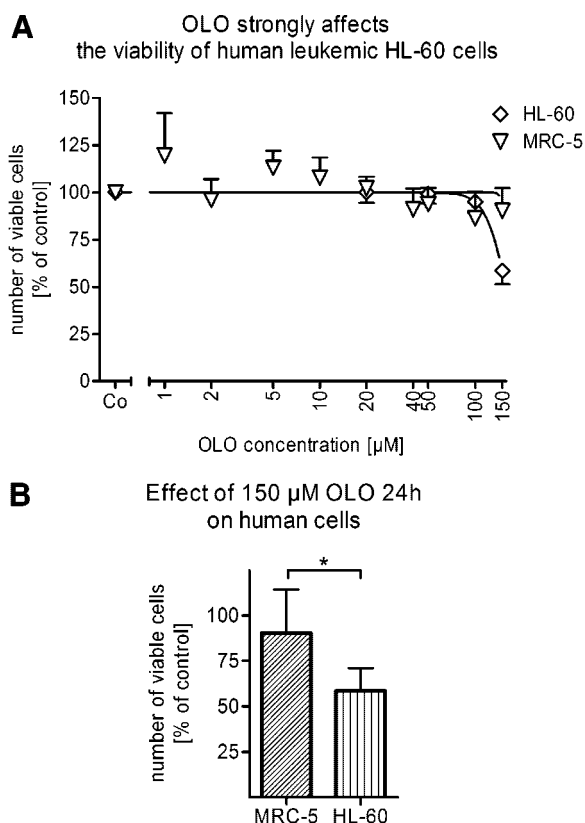 A
OLO strongly affects
the viability of human leukemic HL-60 cells
number of viable cells
[% of control]
150
125
100
75
50
25
0
HL-60
MRC-5
Co
1
2
5
10
20
40
50
100
150
OLO concentration [µM]
B
Effect of 150 µM OLO 24h
on human cells
number of viable cells
[% of control]
100
75
50
25
*
MRC-5 HL-60